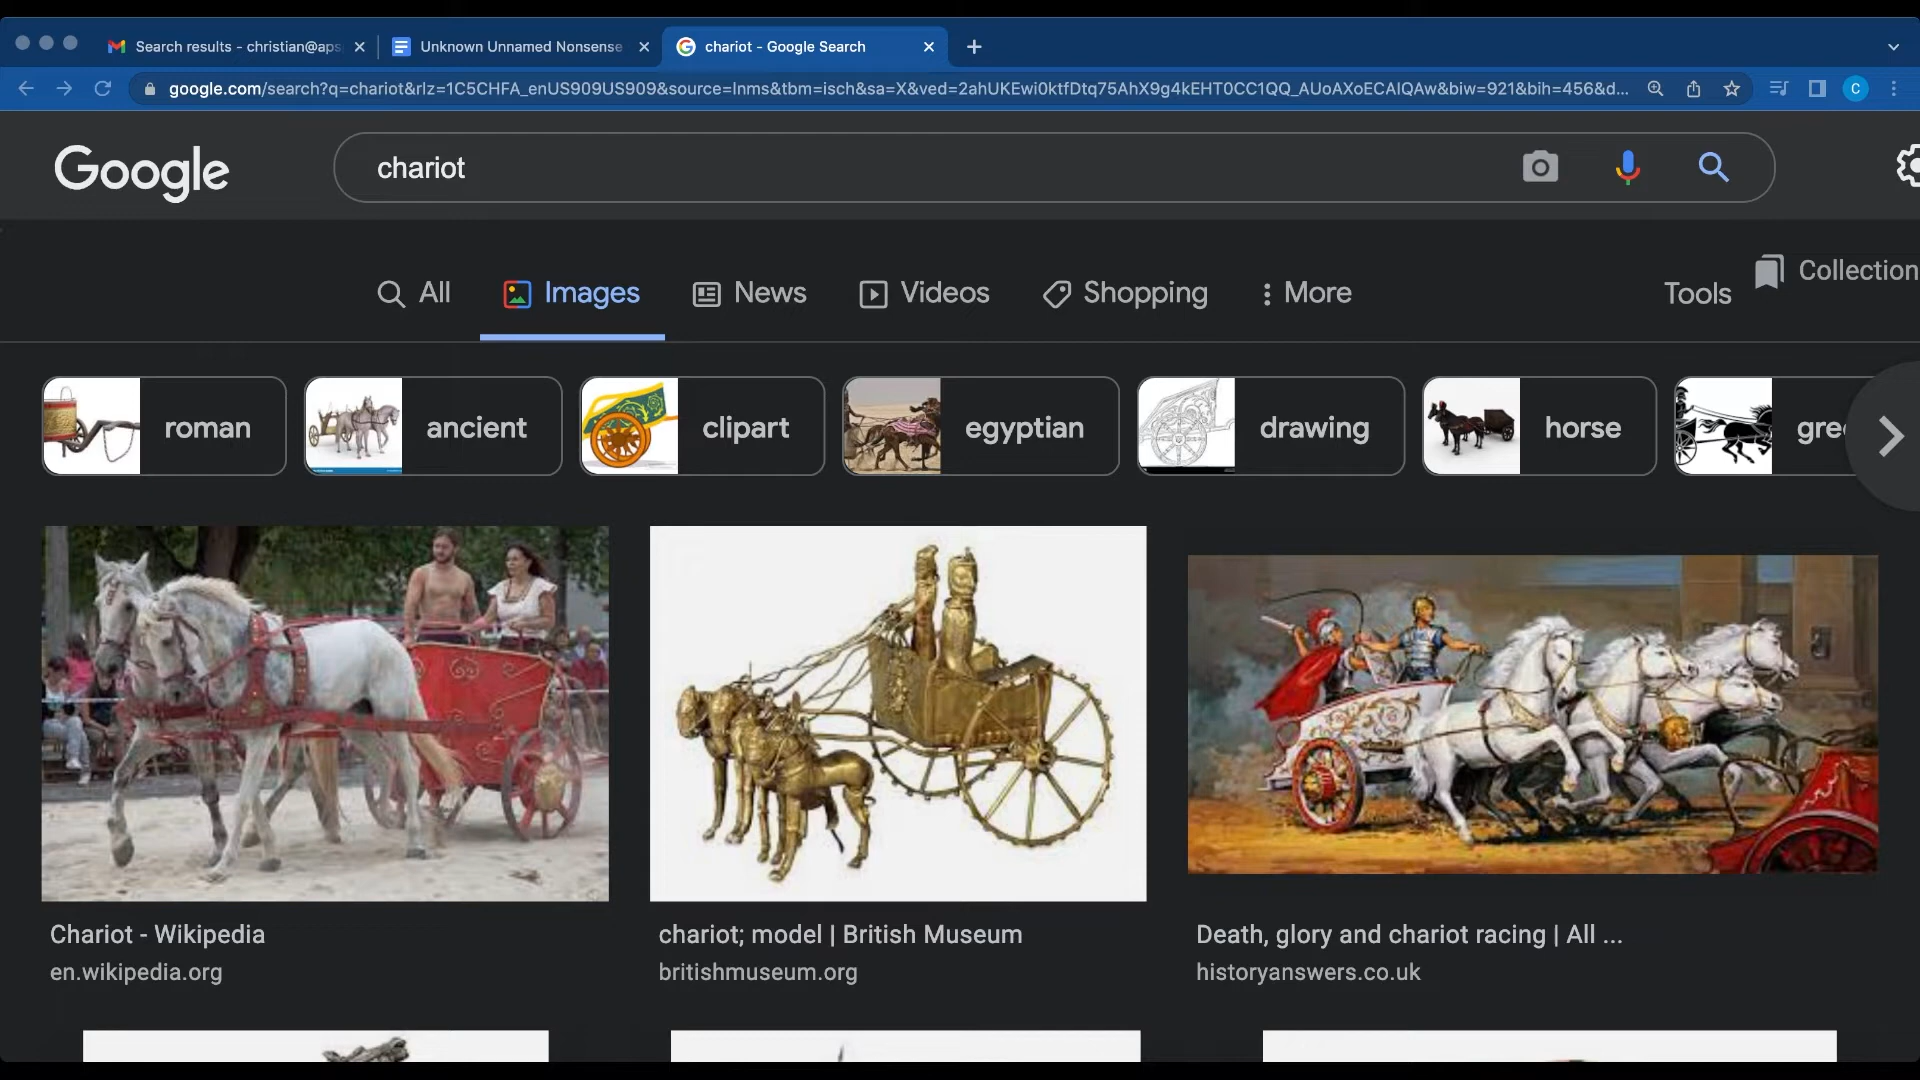 Search results - christian@aps
Unknown Unnamed Nonsense
chariot - Google Search
google.com/search?q=chariot&rlz=1C5CHFA_enUS909US909&source=lnms&tbm=isch&sa=X&ved=2ahUKEwi0ktfDtq75AhX9g4kEHT0CC1QQ_AUoAXoECAIQAw&biw=921&bih=456&d...
C
Google
chariot
All
Images
News
Videos
Shopping
More
Tools
Collection
roman
ancient
clipart
egyptian
drawing
horse
gre
Chariot - Wikipedia
en.wikipedia.org
chariot; model | British Museum
britishmuseum.org
Death, glory and chariot racing | All ...
historyanswers.co.uk